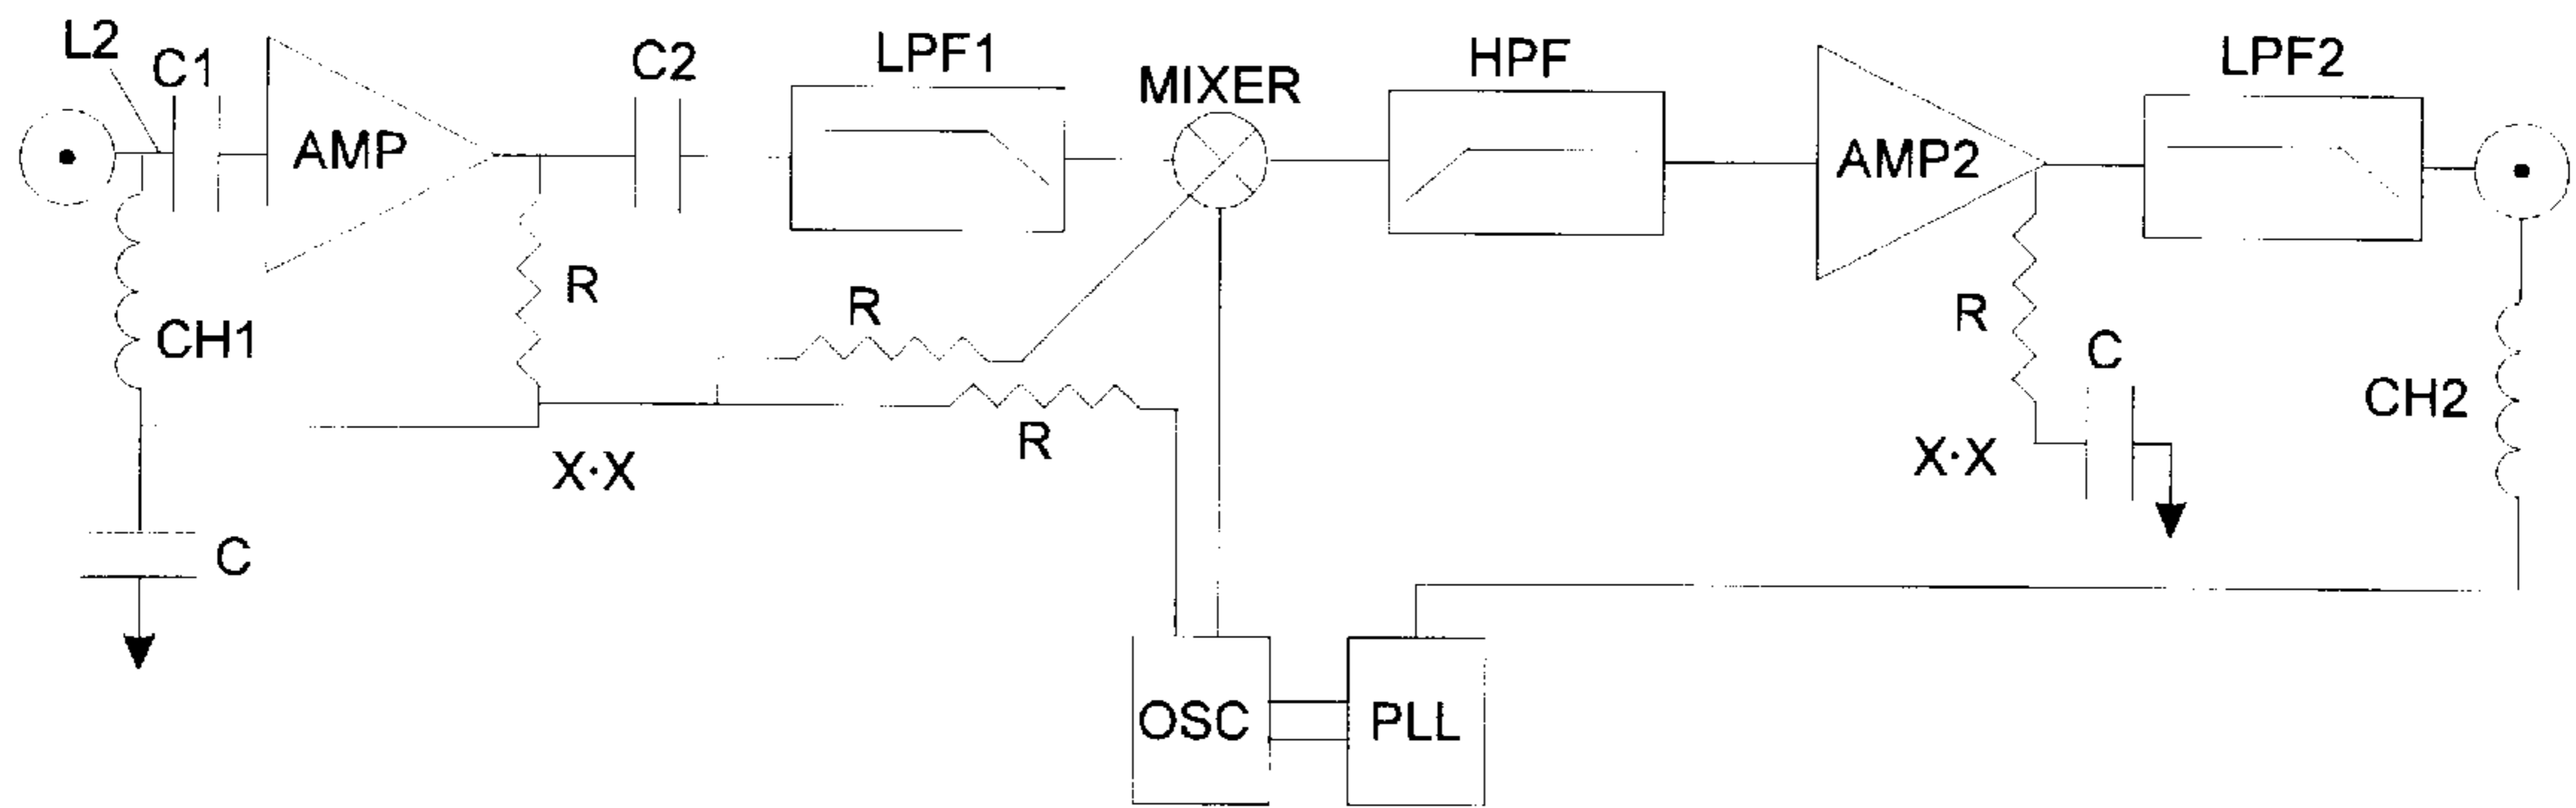 L2
C1
AMP
C2
LPF1
MIXER
HPF
AMP2
LPF2
CH1
R
R
R
X·X
C
R
C
X·X
CH2
OSC
PLL